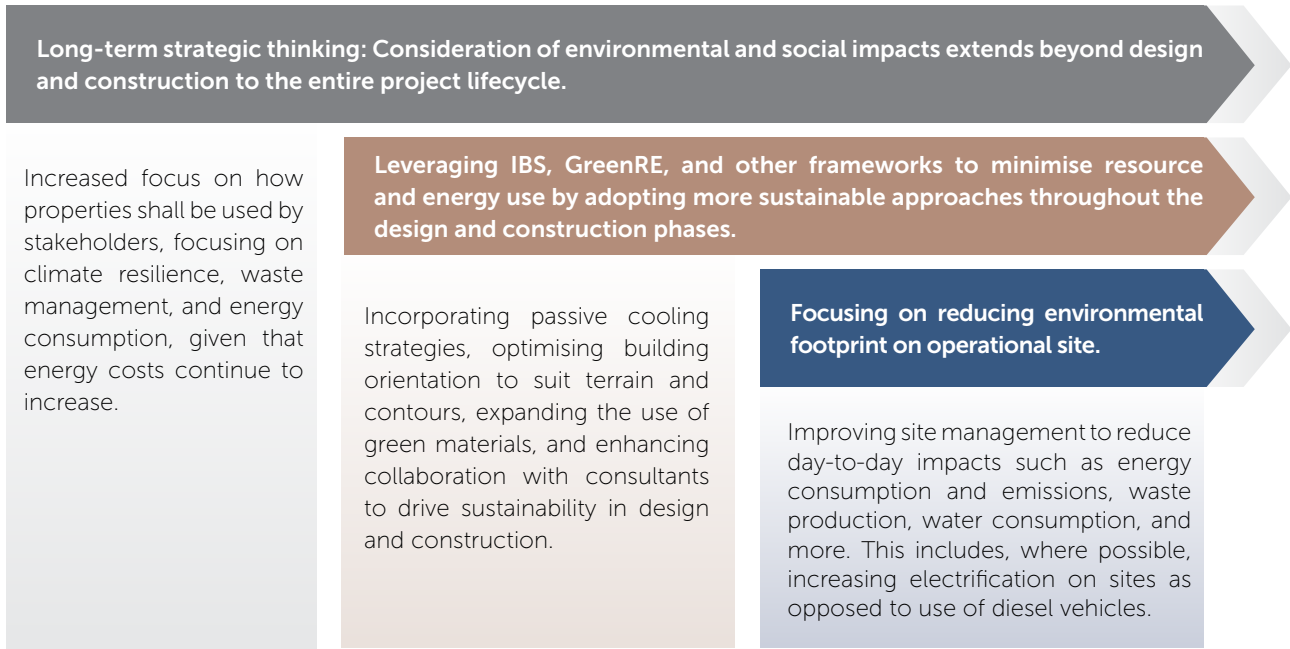 Long-term strategic thinking: Consideration of environmental and social impacts extends beyond design
and construction to the entire project lifecycle.
Increased focus on how
properties shall be used by
stakeholders, focusing on
climate resilience, waste
management, and energy
consumption, given that
energy costs continue to
increase.
Leveraging IBS, GreenRE, and other frameworks to minimise resource
and energy use by adopting more sustainable approaches throughout the
design and construction phases.
Incorporating passive cooling
strategies, optimising building
orientation to suit terrain and
contours, expanding the use of
green materials, and enhancing
collaboration with consultants
to drive sustainability in design
and construction.
Focusing on reducing environmental
footprint on operational site.
Improving site management to reduce
day-to-day impacts such as energy
consumption and emissions, waste
production, water consumption, and
more. This includes, where possible,
increasing electrification on sites as
opposed to use of diesel vehicles.